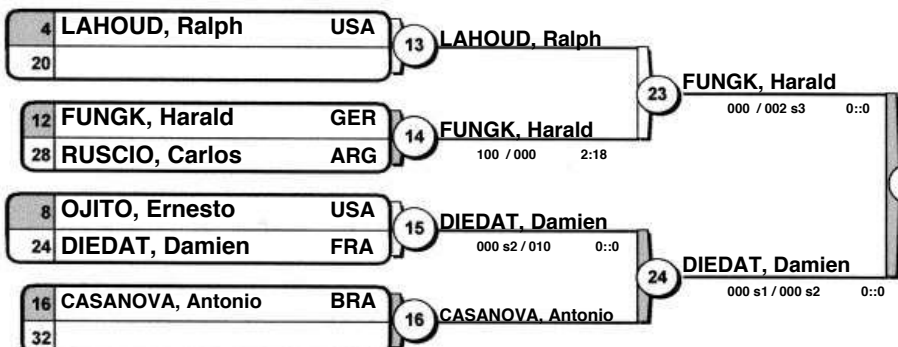 4 LAHOUD, Ralph USA
20
13 LAHOUD, Ralph
12 FUNGK, Harald GER
28 RUSCIO, Carlos ARG
14 FUNGK, Harald
100 / 000 2:18
23 FUNGK, Harald
000 / 002 s3 0::0
8 OJITO, Ernesto USA
24 DIEDAT, Damien FRA
15 DIEDAT, Damien
000 s2 / 010 0::0
16 CASANOVA, Antonio BRA
32
16 CASANOVA, Antonio
24 DIEDAT, Damien
000 s1 / 000 s2 0::0